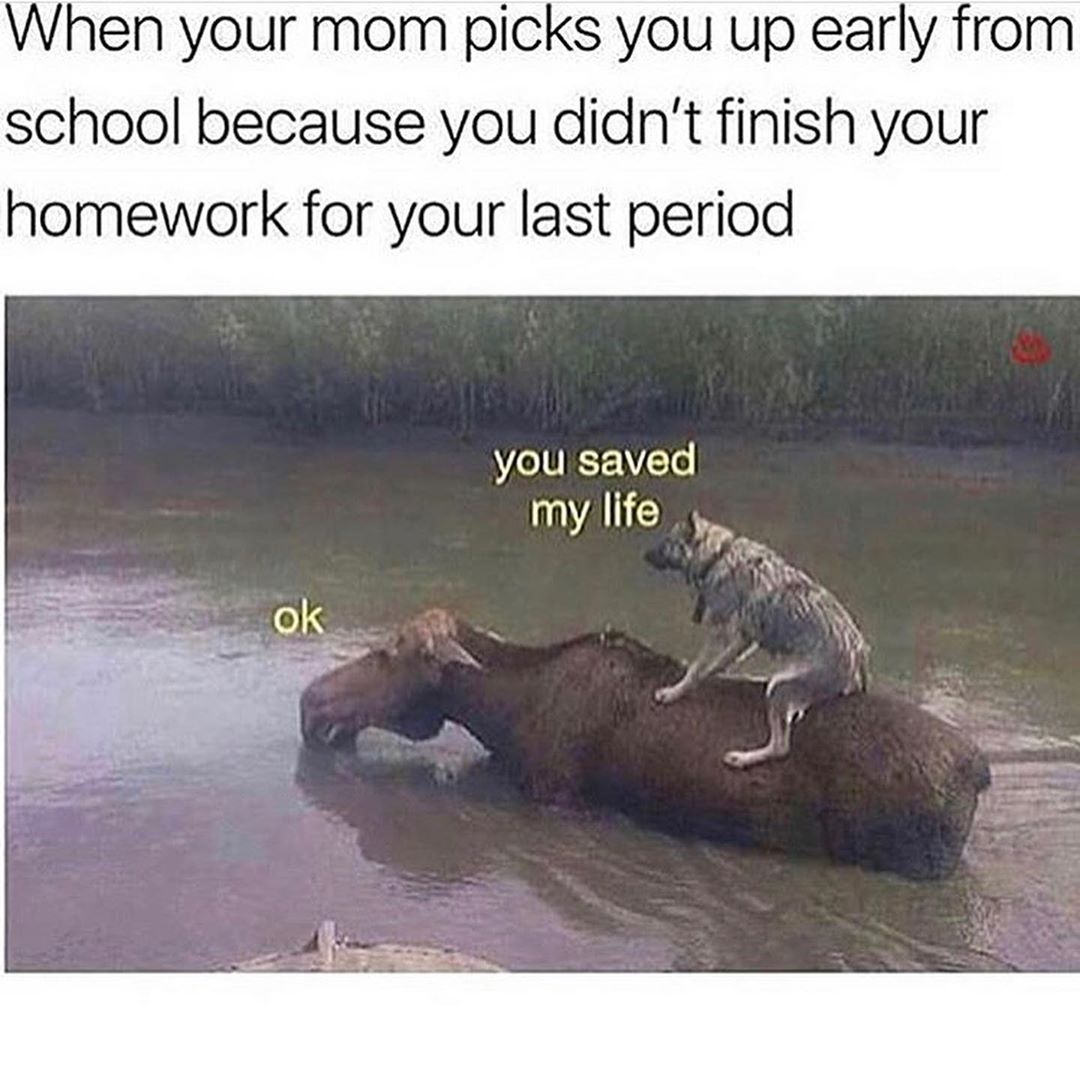 When your mom picks you up early from
school because you didn't finish your
homework for your last period
you saved
my life
ok